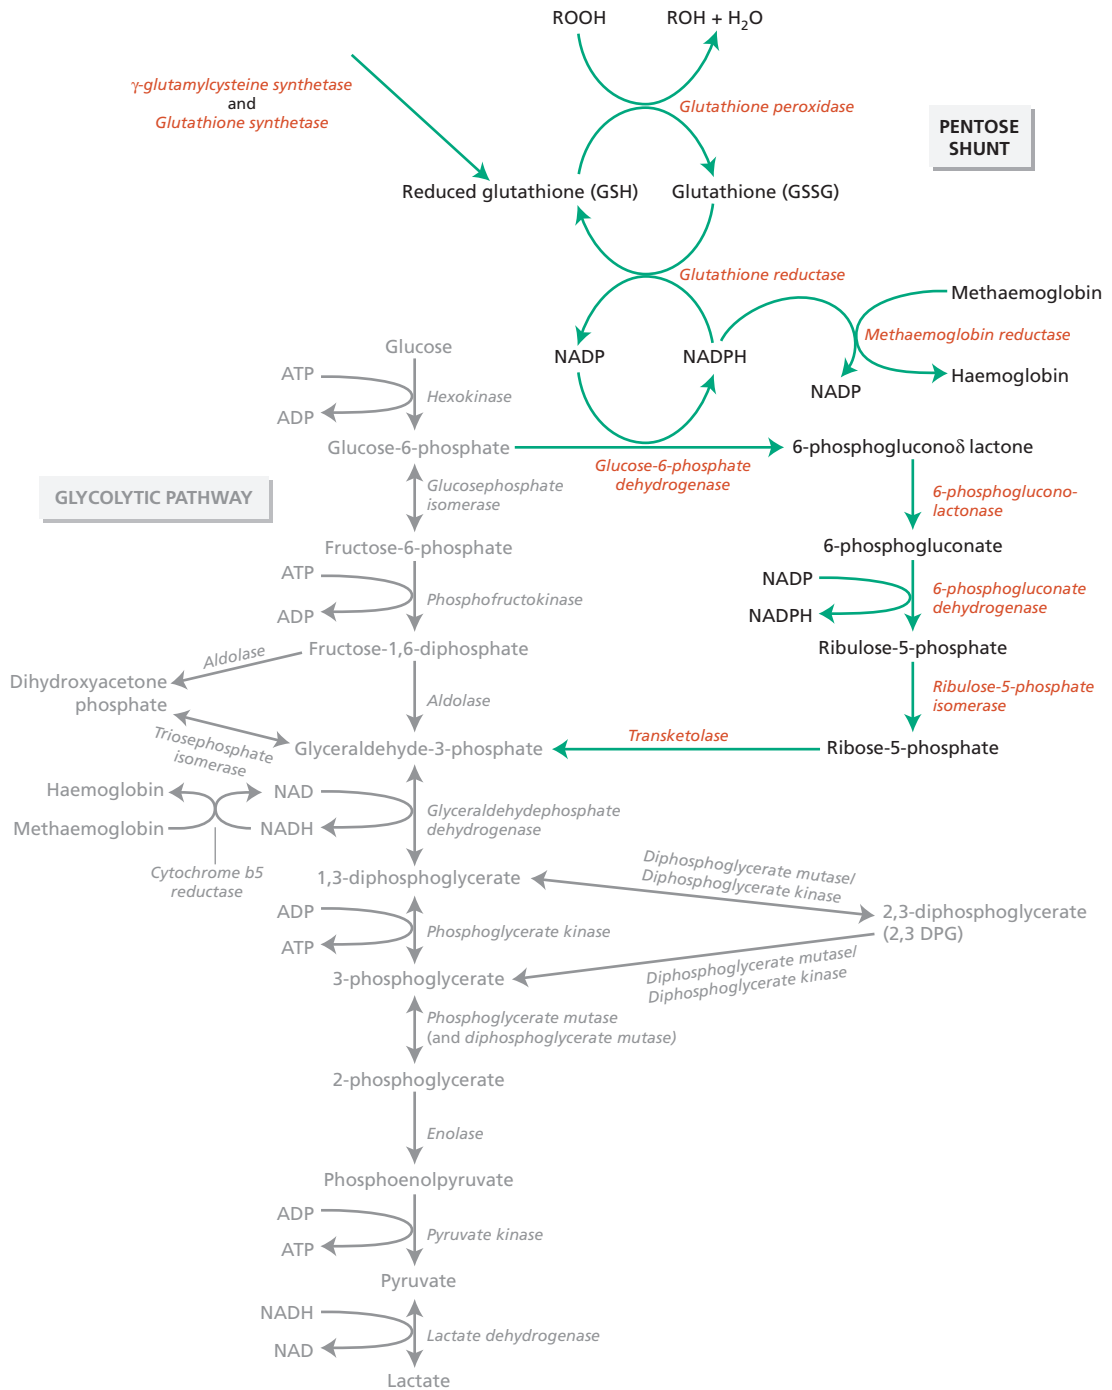 ROOH
ROH + H₂O
γ-glutamylcysteine synthetase
and
Glutathione synthetase
Glutathione peroxidase
PENTOSE
SHUNT
Reduced glutathione (GSH)
Glutathione (GSSG)
Glutathione reductase
Methaemoglobin
Methaemoglobin reductase
Haemoglobin
NADP
NADPH
NADP
Glucose
ATP
Hexokinase
ADP
Glucose-6-phosphate
Glucose-6-phosphate
dehydrogenase
6-phosphogluconoδ lactone
GLYCOLYTIC PATHWAY
Glucosephosphate
isomerase
6-phosphoglucono-
lactonase
Fructose-6-phosphate
6-phosphogluconate
ATP
Phosphofructokinase
ADP
NADP
6-phosphogluconate
dehydrogenase
NADPH
Aldolase
Fructose-1,6-diphosphate
Ribulose-5-phosphate
Dihydroxyacetone
phosphate
Aldolase
Ribulose-5-phosphate
isomerase
Triosephosphate
isomerase
Glyceraldehyde-3-phosphate
Transketolase
Ribose-5-phosphate
Haemoglobin
NAD
Glyceraldehydephosphate
dehydrogenase
Methaemoglobin
NADH
Cytochrome b5
reductase
1,3-diphosphoglycerate
Diphosphoglycerate mutase/
Diphosphoglycerate kinase
ADP
Phosphoglycerate kinase
ATP
2,3-diphosphoglycerate
(2,3 DPG)
3-phosphoglycerate
Diphosphoglycerate mutase/
Diphosphoglycerate kinase
Phosphoglycerate mutase
(and diphosphoglycerate mutase)
2-phosphoglycerate
Enolase
Phosphoenolpyruvate
ADP
Pyruvate kinase
ATP
Pyruvate
NADH
Lactate dehydrogenase
NAD
Lactate